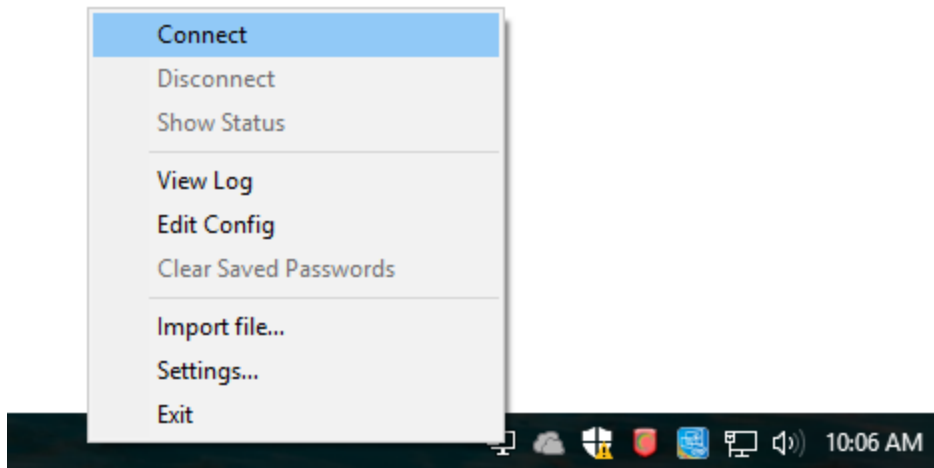 Connect
Disconnect
Show Status
View Log
Edit Config
Clear Saved Passwords
Import file...
Settings...
Exit
10:06 AM